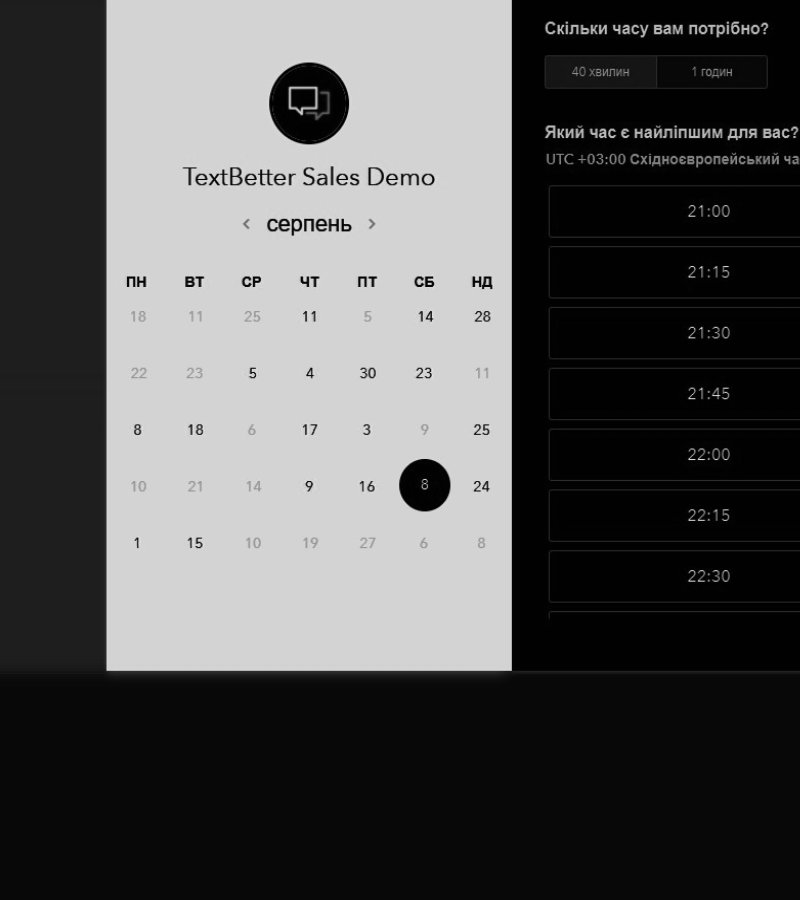 TextBetter Sales Demo
серпень
ПН ВТ СР ЧТ ПТ СБ НД
18 11 25 11 5 14 28
22 23 5 4 30 23 11
8 18 6 17 3 9 25
10 21 14 9 16 8 24
1 15 10 19 27 6 8
Скільки часу вам потрібно?
40 хвилин 1 годин
Який час є найліпшим для вас?
UTC +03:00 Східноєвропейський ча
21:00
21:15
21:30
21:45
22:00
22:15
22:30